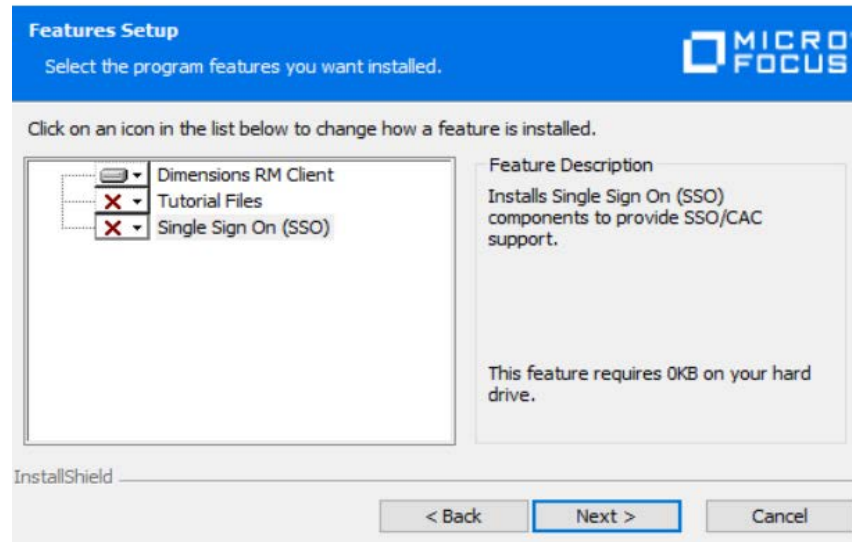 Features Setup
Select the program features you want installed.
MICRO
FOCUS
Click on an icon in the list below to change how a feature is installed.
Dimensions RM Client
Tutorial Files
Single Sign On (SSO)
Feature Description
Installs Single Sign On (SSO)
components to provide SSO/CAC
support.
This feature requires 0KB on your hard
drive.
InstallShield
< Back
Next >
Cancel